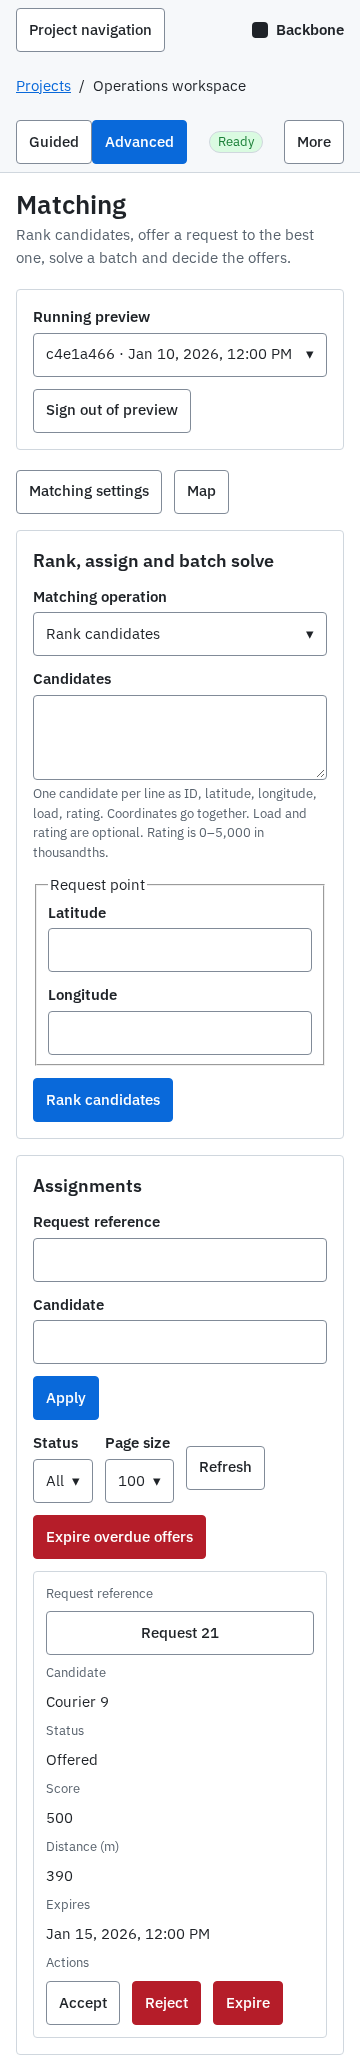 Project navigation
Backbone
Projects / Operations workspace
Guided
Advanced
Ready
More
Matching
Rank candidates, offer a request to the best
one, solve a batch and decide the offers.
Running preview
c4e1a466 · Jan 10, 2026, 12:00 PM ▾
Sign out of preview
Matching settings
Map
Rank, assign and batch solve
Matching operation
Rank candidates ▾
Candidates
One candidate per line as ID, latitude, longitude,
load, rating. Coordinates go together. Load and
rating are optional. Rating is 0–5,000 in
thousandths.
Request point
Latitude
Longitude
Rank candidates
Assignments
Request reference
Candidate
Apply
Status
Page size
All ▾
100 ▾
Refresh
Expire overdue offers
Request reference
Request 21
Candidate
Courier 9
Status
Offered
Score
500
Distance (m)
390
Expires
Jan 15, 2026, 12:00 PM
Actions
Accept
Reject
Expire